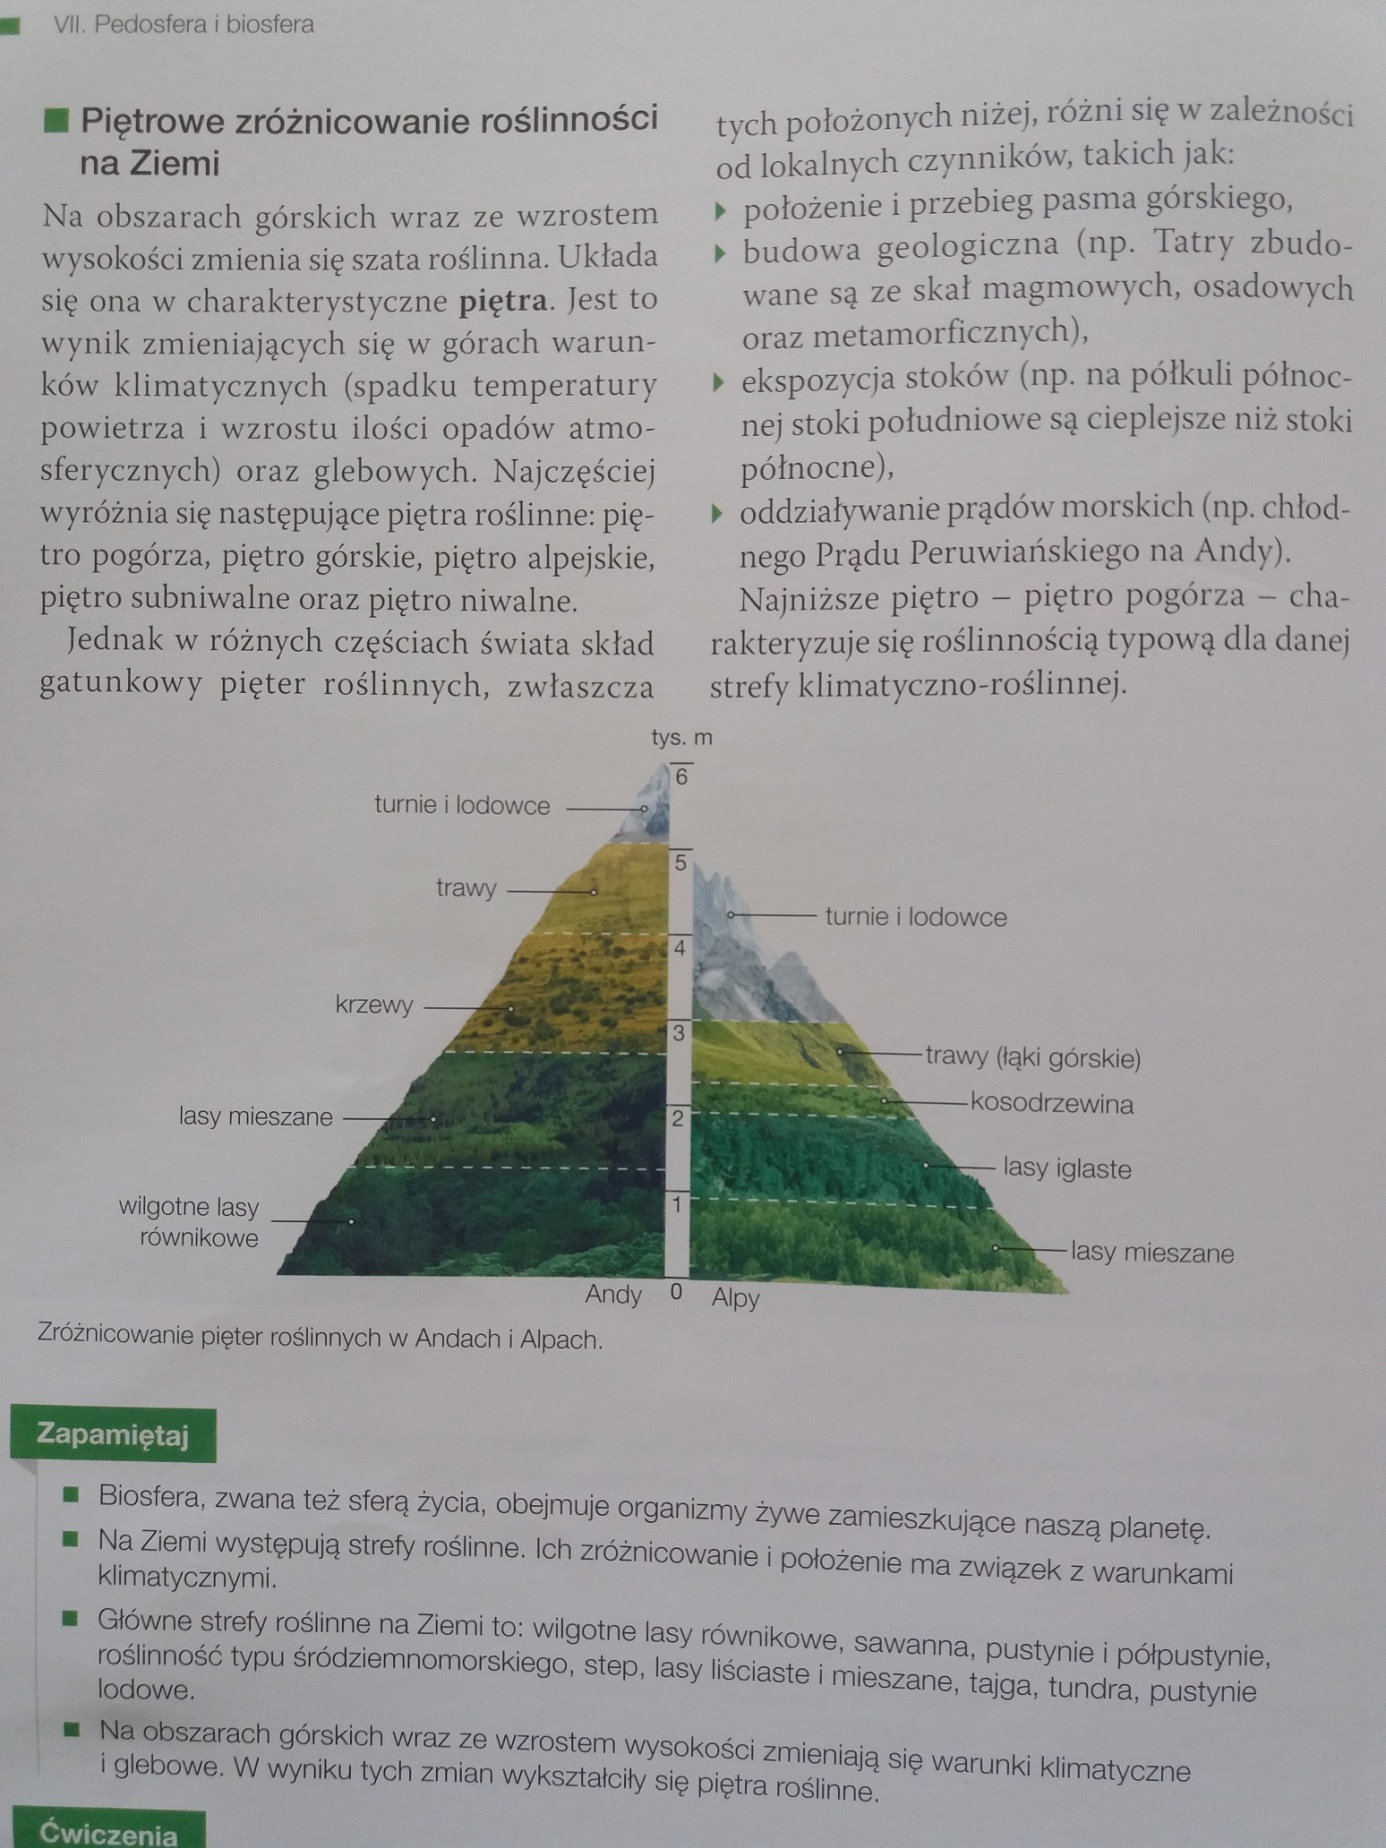 VII. Pedosfera i biosfera
Piętrowe zróżnicowanie roślinności
na Ziemi
Na obszarach górskich wraz ze wzrostem
wysokości zmienia się szata roślinna. Układa
się ona w charakterystyczne piętra. Jest to
wynik zmieniających się w górach warun-
ków klimatycznych (spadku temperatury
powietrza i wzrostu ilości opadów atmo-
sferycznych) oraz glebowych. Najczęściej
wyróżnia się następujące piętra roślinne: pię-
tro pogórza, piętro górskie, piętro alpejskie,
piętro subniwalne oraz piętro niwalne.
Jednak w różnych częściach świata skład
gatunkowy pięter roślinnych, zwłaszcza
tych położonych niżej, różni się w zależności
od lokalnych czynników, takich jak:
położenie i przebieg pasma górskiego,
budowa geologiczna (np. Tatry zbudo-
wane są ze skał magmowych, osadowych
oraz metamorficznych),
ekspozycja stoków (np. na półkuli północ-
nej stoki południowe są cieplejsze niż stoki
północne),
oddziaływanie prądów morskich (np. chłod-
nego Prądu Peruwiańskiego na Andy).
Najniższe piętro – piętro pogórza – cha-
rakteryzuje się roślinnością typową dla danej
strefy klimatyczno-roślinnej.
tys. m
6
turnie i lodowce
5
trawy
turnie i lodowce
4
krzewy
3
trawy (łąki górskie)
kosodrzewina
lasy mieszane
2
lasy iglaste
wilgotne lasy
równikowe
1
lasy mieszane
Andy 0 Alpy
Zróżnicowanie pięter roślinnych w Andach i Alpach.
Zapamiętaj
Biosfera, zwana też sferą życia, obejmuje organizmy żywe zamieszkujące naszą planetę.
Na Ziemi występują strefy roślinne. Ich zróżnicowanie i położenie ma związek z warunkami
klimatycznymi.
Główne strefy roślinne na Ziemi to: wilgotne lasy równikowe, sawanna, pustynie i półpustynie,
roślinność typu śródziemnomorskiego, step, lasy liściaste i mieszane, tajga, tundra, pustynie
lodowe.
Na obszarach górskich wraz ze wzrostem wysokości zmieniają się warunki klimatyczne
i glebowe. W wyniku tych zmian wykształciły się piętra roślinne.
Ćwiczenia